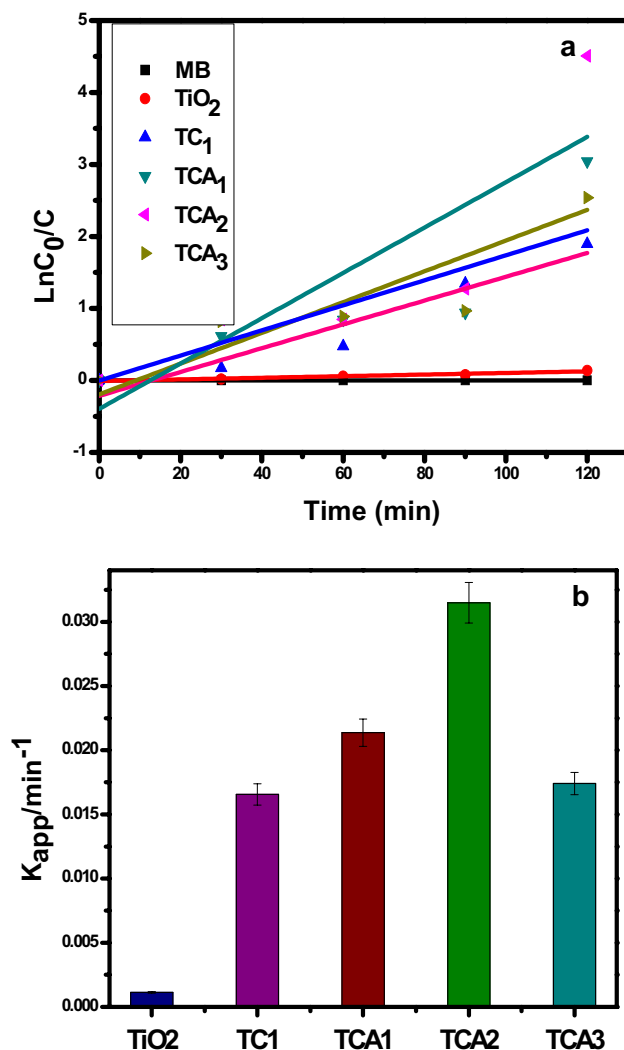 a
MB
TiO2
TC1
TCA1
TCA2
TCA3
5
4
3
2
1
0
-1
LnC0/C
0 20 40 60 80 100 120
Time (min)
b
0.030
0.025
0.020
0.015
0.010
0.005
0.000
Kapp/min-1
TiO2 TC1 TCA1 TCA2 TCA3